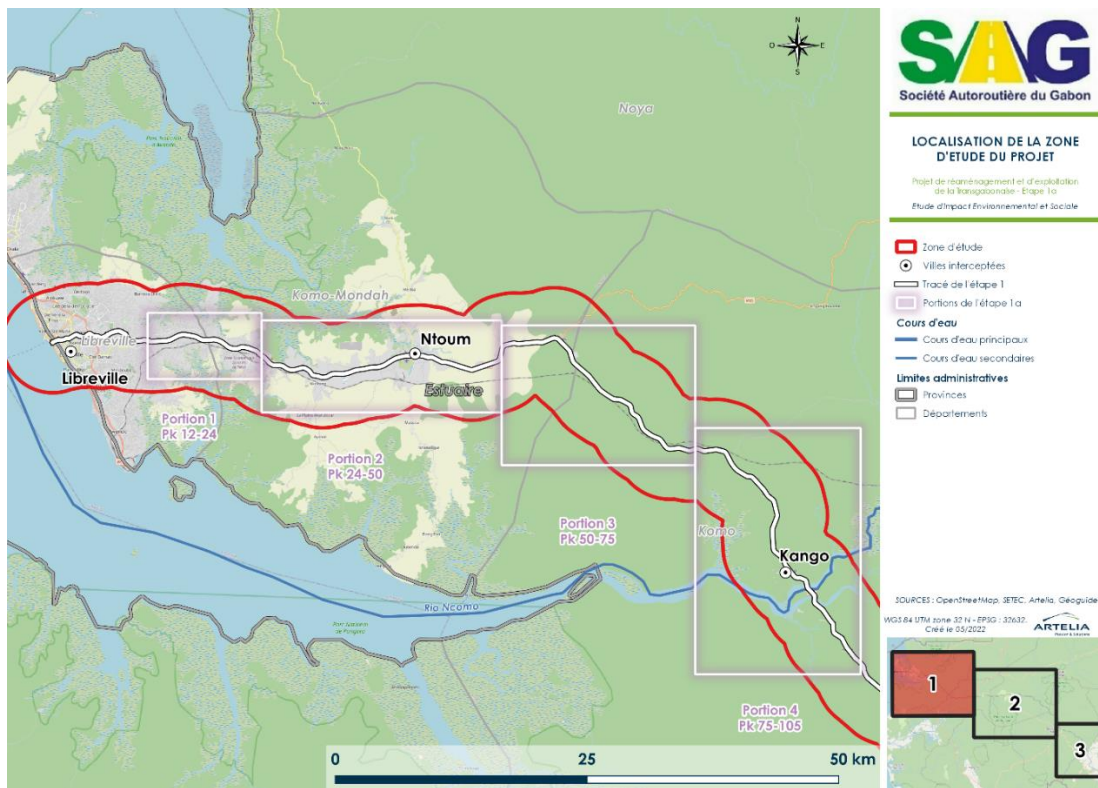 N
O
E
S
Noya
Komo-Mondah
Libreville
Libreville
Ntoum
Estuaire
Portion 1
Pk 12-24
Portion 2
Pk 24-50
Portion 3
Pk 50-75
Komo
Kango
Rio Ncomo
Portion 4
Pk 75-105
0
25
50 km
SAG
Société Autoroutière du Gabon
LOCALISATION DE LA ZONE
D'ETUDE DU PROJET
Projet de réaménagement et d'exploitation
de la Transgabonaise - Etape 1a
Etude d'Impact Environnemental et Sociale
Zone d'étude
Villes interceptées
Tracé de l'étape 1
Portions de l'étape 1a
Cours d'eau
Cours d'eau principaux
Cours d'eau secondaires
Limites administratives
Provinces
Départements
SOURCES : OpenStreetMap, SETEC, Artelia, Géoguide
WGS 84 UTM zone 32 N - EPSG : 32632.
Créé le 05/2022
ARTELIA
1
2
3